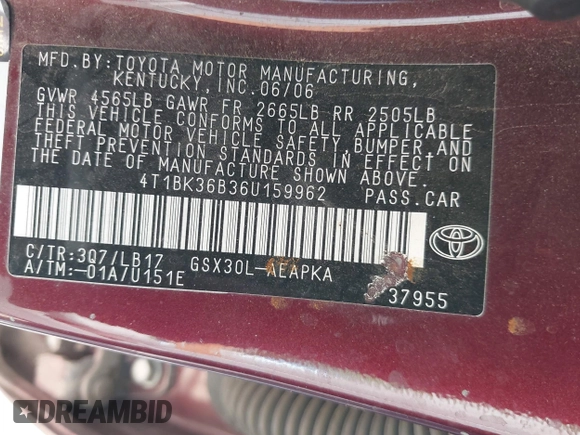 MFD.BY:TOYOTA MOTOR MANUFACTURING,
KENTUCKY, INC.06/06
GVWR 4565LB GAWR FR 2665LB RR 2505LB
THIS VEHICLE CONFORMS TO ALL APPLICABLE
FEDERAL MOTOR VEHICLE SAFETY,BUMPER,AND
THEFT PREVENTION STANDARDS IN EFFECT ON
THE DATE OF MANUFACTURE SHOWN ABOVE.
4T1BK36B36U159962 PASS.CAR
C/TR:3Q7/LB17 GSX30L-AEAPKA
A/TM:-01A/U151E
37955
DREAMBID